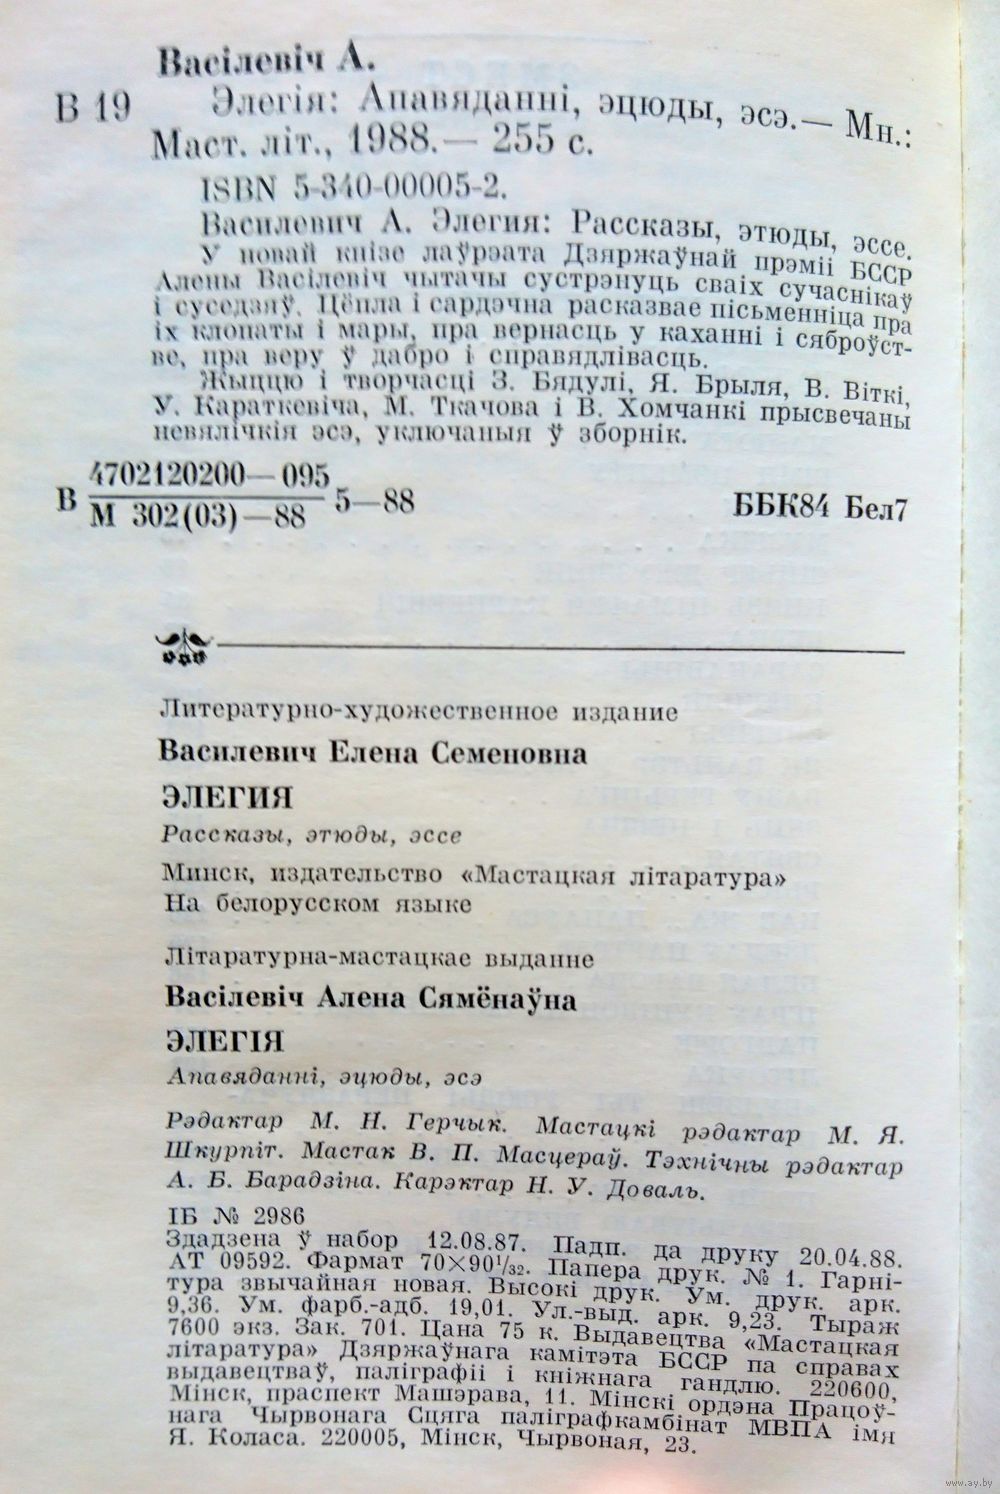 Васілевіч А.
В 19 Элегія: Апавяданні, эцюды, эсэ.— Мн.:
Маст. літ., 1988.— 255 с.
ISBN 5-340-00005-2.
Василевич А. Элегия: Рассказы, этюды, эссе.
У новай кнізе лаўрэата Дзяржаўнай прэміі БССР
Алены Васілевіч чытачы сустрэнуць сваіх сучаснікаў
і суседзяў. Цёпла і сардэчна расказвае пісьменніца пра
іх клопаты і мары, пра вернасць у каханні і сяброўст-
ве, пра веру ў дабро і справядлівасць.
Жыццю і творчасці З. Бядулі, Я. Брыля, В. Віткі,
У. Караткевіча, М. Ткачова і В. Хомчанкі прысвечаны
невялічкія эсэ, уключаныя ў зборнік.
В 4702120200—095
М 302(03)—88 5—88
ББК84 Бел7
Литературно-художественное издание
Василевич Елена Семеновна
ЭЛЕГИЯ
Рассказы, этюды, эссе
Минск, издательство «Мастацкая літаратура»
На белорусском языке
Літаратурна-мастацкае выданне
Васілевіч Алена Сямёнаўна
ЭЛЕГІЯ
Апавяданні, эцюды, эсэ
Рэдактар М. Н. Герчык. Мастацкі рэдактар М. Я.
Шкурпіт. Мастак В. П. Масцераў. Тэхнічны рэдактар
А. Б. Барадзіна. Карэктар Н. У. Доваль.
ІБ № 2986
Здадзена ў набор 12.08.87. Падп. да друку 20.04.88.
АТ 09592. Фармат 70×90¹/₃₂. Папера друк. № 1. Гарні-
тура звычайная новая. Высокі друк. Ум. друк. арк.
9,36. Ум. фарб.-адб. 19,01. Ул.-выд. арк. 9,23. Тыраж
7600 экз. Зак. 701. Цана 75 к. Выдавецтва «Мастацкая
літаратура» Дзяржаўнага камітэта БССР па справах
выдавецтваў, паліграфіі і кніжнага гандлю. 220600,
Мінск, праспект Машэрава, 11. Мінскі ордэна Працоў-
нага Чырвонага Сцяга паліграфкамбінат МВПА імя
Я. Коласа. 220005, Мінск, Чырвоная, 23.
www.ay.by